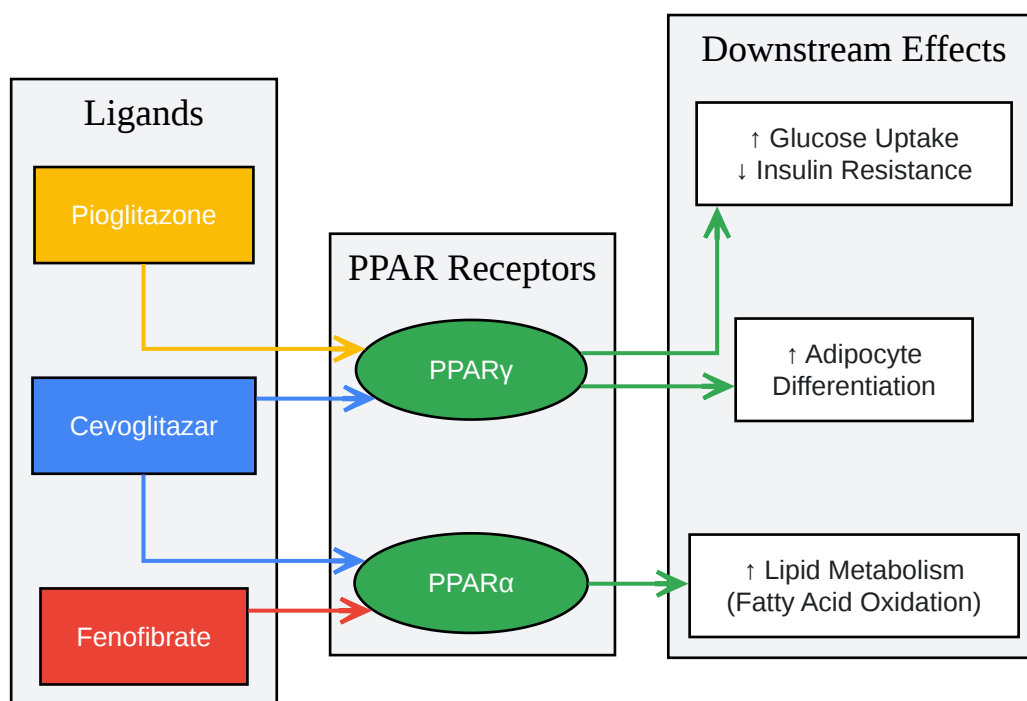 Ligands
Pioglitazone
Cevoglitazar
Fenofibrate
PPAR Receptors
PPARγ
PPARα
Downstream Effects
↑ Glucose Uptake
↓ Insulin Resistance
↑ Adipocyte
Differentiation
↑ Lipid Metabolism
(Fatty Acid Oxidation)